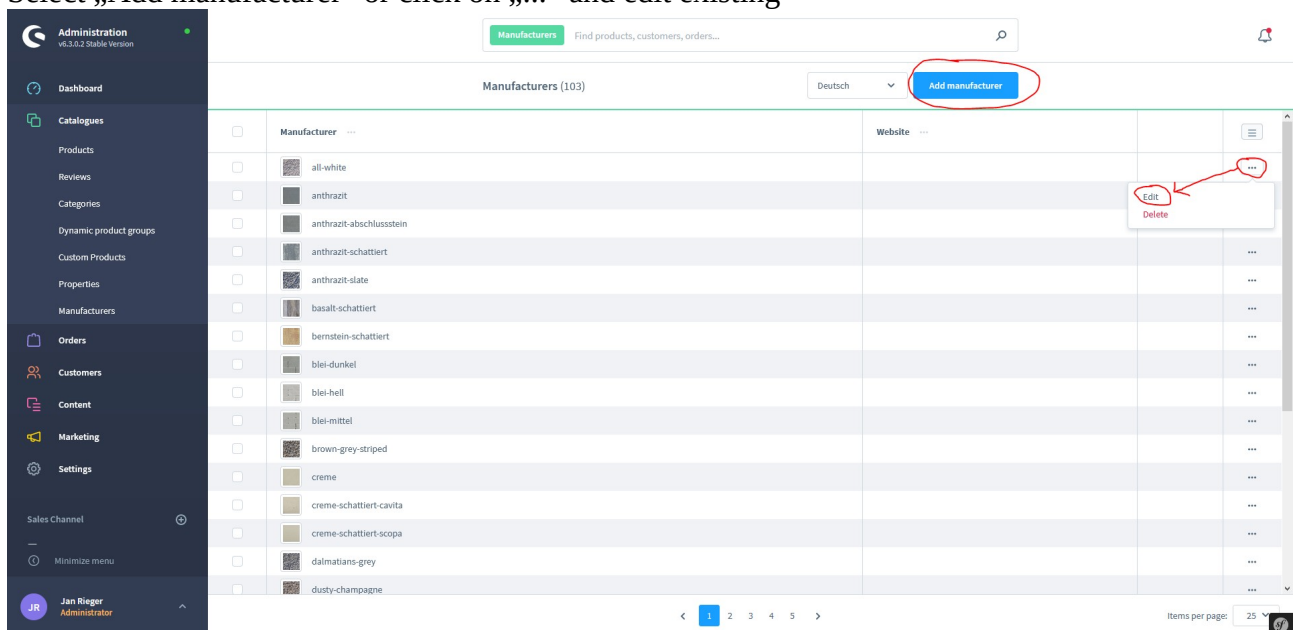 Select „Add manufacturer“ or click on „...“ and edit existing
Administration
v6.3.0.2 Stable Version
Manufacturers Find products, customers, orders...
Dashboard
Manufacturers (103)
Deutsch
Add manufacturer
Catalogues
Products
Reviews
Categories
Dynamic product groups
Custom Products
Properties
Manufacturers
Orders
Customers
Content
Marketing
Settings
Sales Channel
Minimize menu
JR
Jan Rieger
Administrator
Manufacturer ... Website ...
all-white ...
Edit
Delete
anthrazit
anthrazit-abschlussstein
anthrazit-schattiert ...
anthrazit-slate ...
basalt-schattiert ...
bernstein-schattiert ...
blei-dunkel ...
blei-hell ...
blei-mittel ...
brown-grey-striped ...
creme ...
creme-schattiert-cavita ...
creme-schattiert-scopa ...
dalmatians-grey ...
dusty-champagne ...
1 2 3 4 5
Items per page: 25
sf